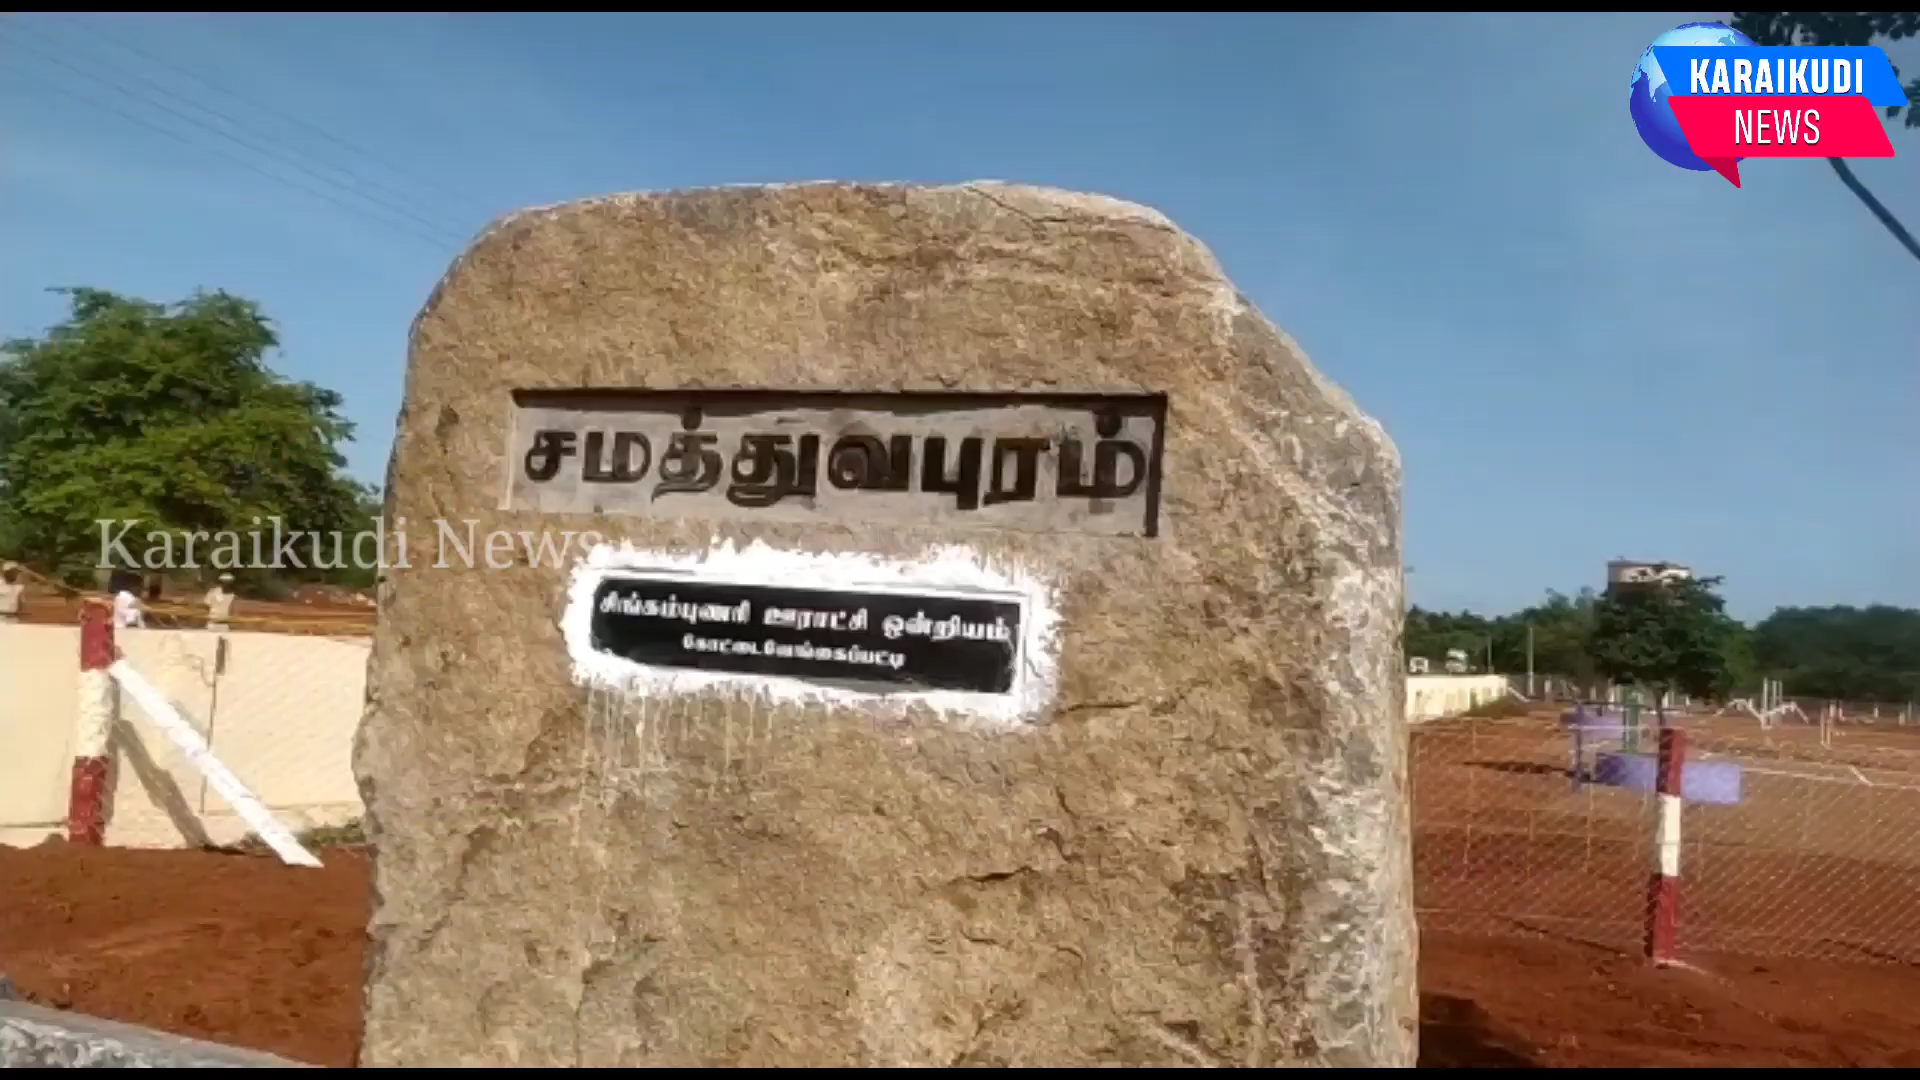 KARAIKUDI
NEWS
சமத்துவபுரம்
Karaikudi News
சிங்கம்புணரி ஊராட்சி ஒன்றியம்
கோட்டைவேங்கைப்பட்டி